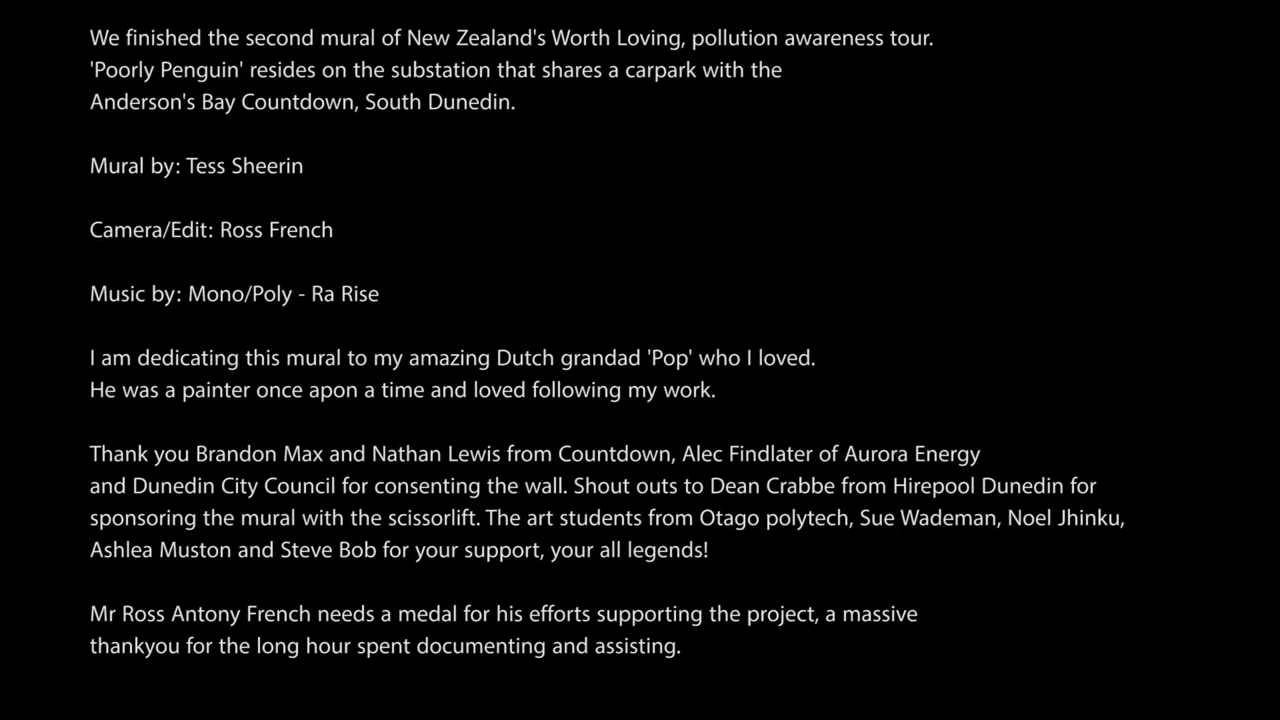 We finished the second mural of New Zealand's Worth Loving, pollution awareness tour.
'Poorly Penguin' resides on the substation that shares a carpark with the
Anderson's Bay Countdown, South Dunedin.
Mural by: Tess Sheerin
Camera/Edit: Ross French
Music by: Mono/Poly - Ra Rise
I am dedicating this mural to my amazing Dutch grandad 'Pop' who I loved.
He was a painter once apon a time and loved following my work.
Thank you Brandon Max and Nathan Lewis from Countdown, Alec Findlater of Aurora Energy
and Dunedin City Council for consenting the wall. Shout outs to Dean Crabbe from Hirepool Dunedin for
sponsoring the mural with the scissorlift. The art students from Otago polytech, Sue Wademan, Noel Jhinku,
Ashlea Muston and Steve Bob for your support, your all legends!
Mr Ross Antony French needs a medal for his efforts supporting the project, a massive
thankyou for the long hour spent documenting and assisting.